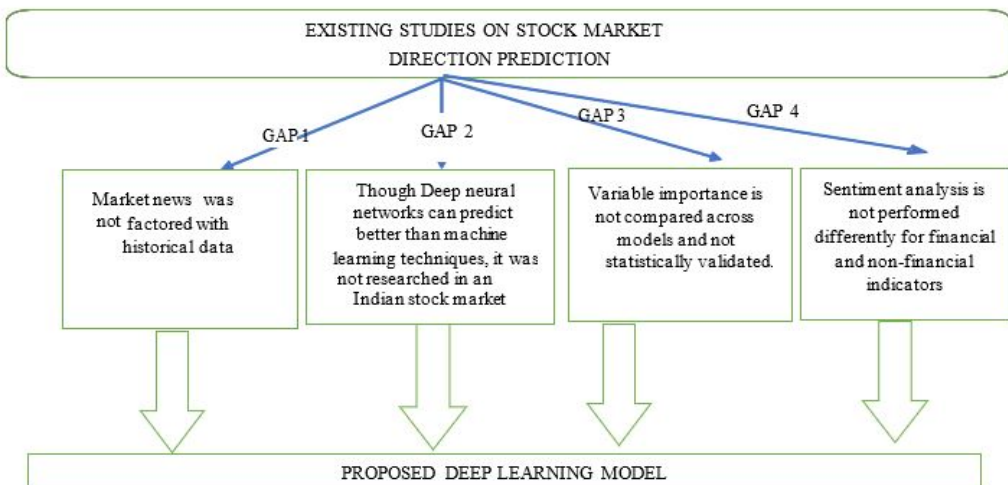 EXISTING STUDIES ON STOCK MARKET
DIRECTION PREDICTION
GAP 1
GAP 2
GAP 3
GAP 4
Market news was
not factored with
historical data
Though Deep neural
networks can predict
better than machine
learning techniques, it was
not researched in an
Indian stock market
Variable importance is
not compared across
models and not
statistically validated.
Sentiment analysis is
not performed
differently for financial
and non-financial
indicators
PROPOSED DEEP LEARNING MODEL